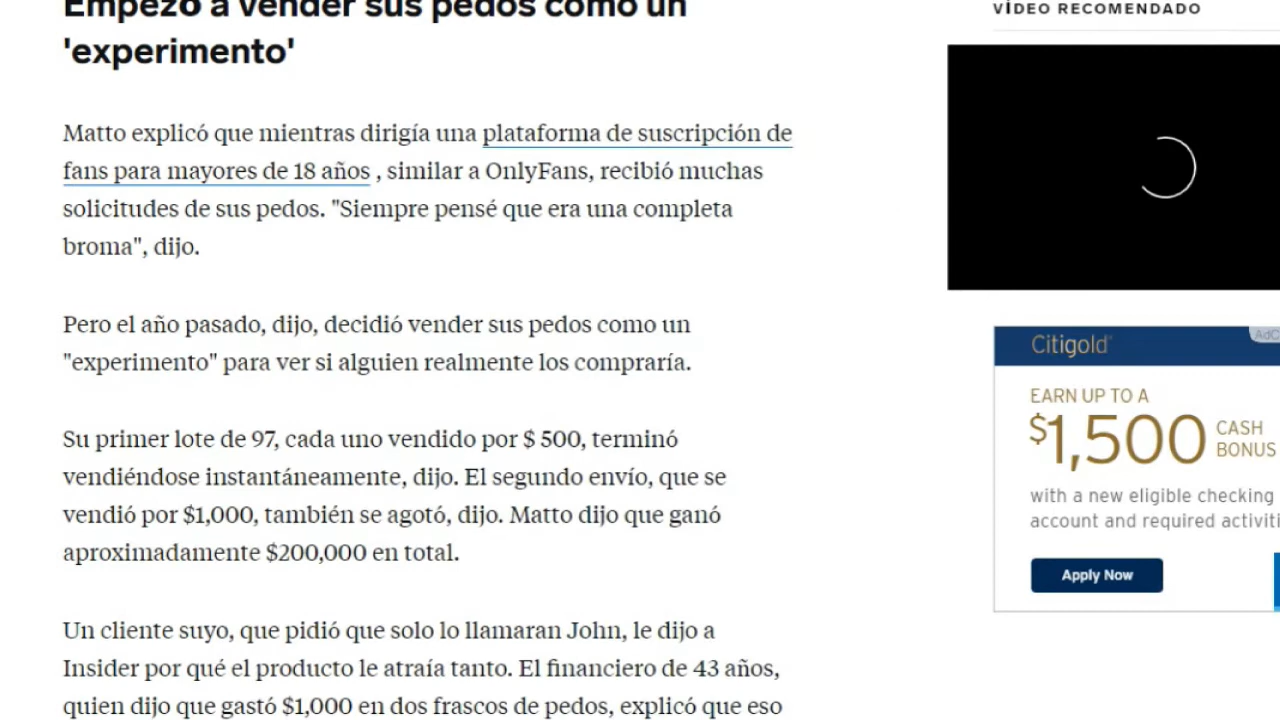 Empezó a vender sus pedos como un
'experimento'
Matto explicó que mientras dirigía una plataforma de suscripción de
fans para mayores de 18 años , similar a OnlyFans, recibió muchas
solicitudes de sus pedos. "Siempre pensé que era una completa
broma", dijo.
Pero el año pasado, dijo, decidió vender sus pedos como un
"experimento" para ver si alguien realmente los compraría.
Su primer lote de 97, cada uno vendido por $ 500, terminó
vendiéndose instantáneamente, dijo. El segundo envío, que se
vendió por $1,000, también se agotó, dijo. Matto dijo que ganó
aproximadamente $200,000 en total.
Un cliente suyo, que pidió que solo lo llamaran John, le dijo a
Insider por qué el producto le atraía tanto. El financiero de 43 años,
quien dijo que gastó $1,000 en dos frascos de pedos, explicó que eso
VÍDEO RECOMENDADO
Citigold
EARN UP TO A
$1,500 CASH BONUS
with a new eligible checking
account and required
Apply Now